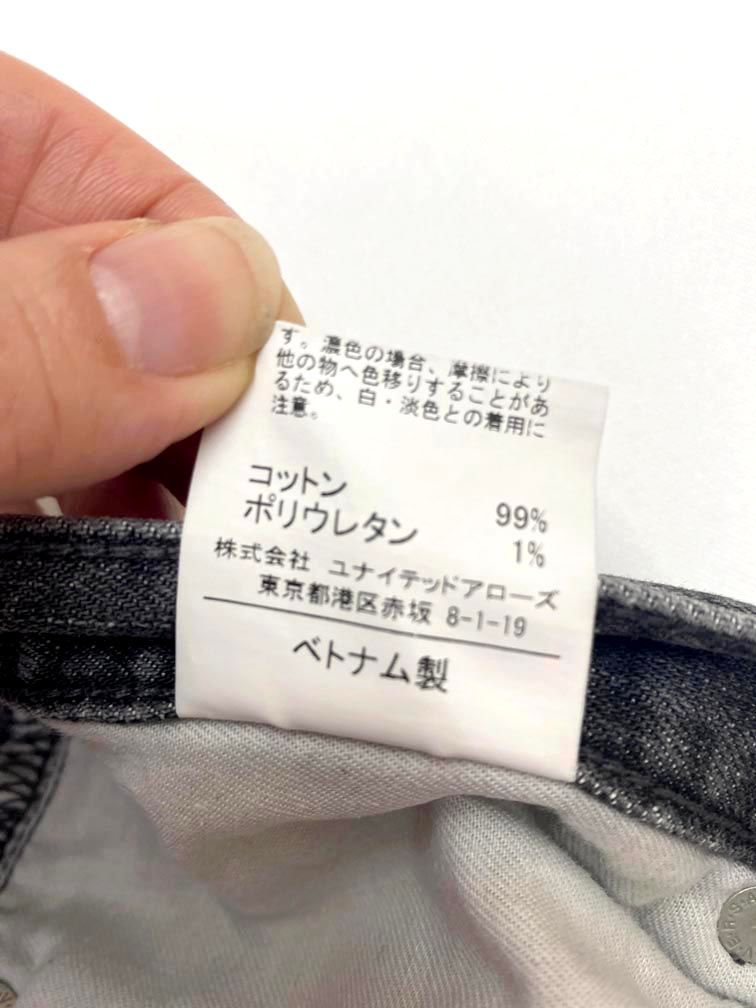 す。濃色の場合、摩擦により
他の物へ色移りすることがあ
るため、白・淡色との着用に
注意。
コットン 99%
ポリウレタン 1%
株式会社 ユナイテッドアローズ
東京都港区赤坂 8-1-19
ベトナム製